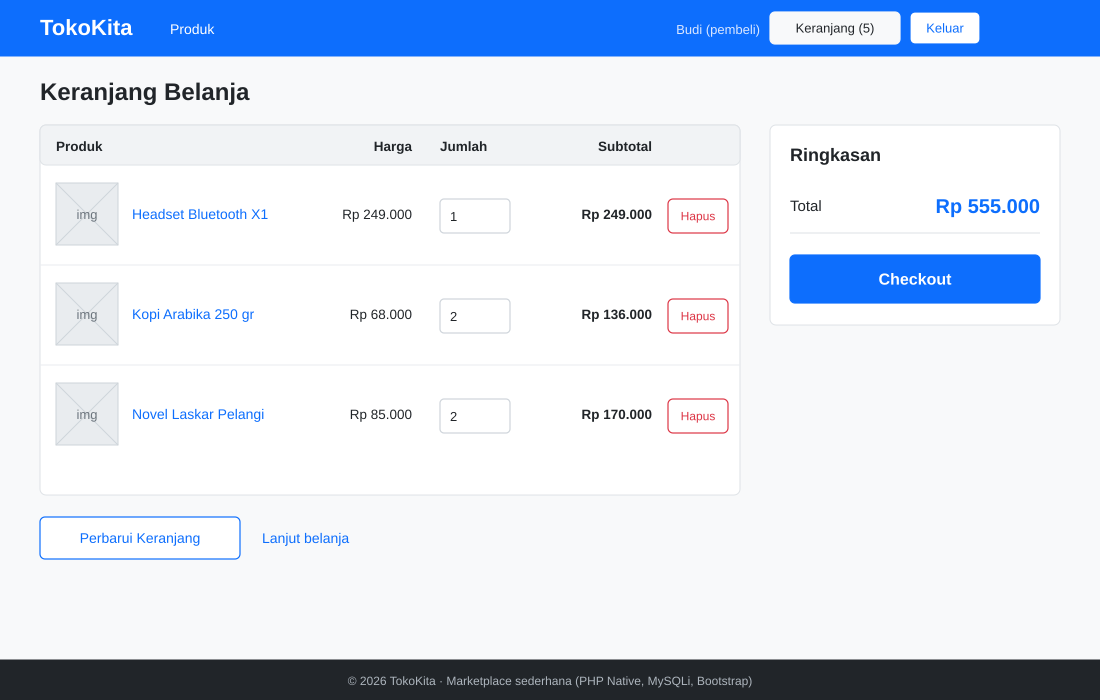 TokoKita Produk Budi (pembeli) Keranjang (5) Keluar
Keranjang Belanja
Produk Harga Jumlah Subtotal
img Headset Bluetooth X1 Rp 249.000 1 Rp 249.000 Hapus
img Kopi Arabika 250 gr Rp 68.000 2 Rp 136.000 Hapus
img Novel Laskar Pelangi Rp 85.000 2 Rp 170.000 Hapus
Ringkasan
Total Rp 555.000
Checkout
Perbarui Keranjang Lanjut belanja
© 2026 TokoKita · Marketplace sederhana (PHP Native, MySQLi, Bootstrap)